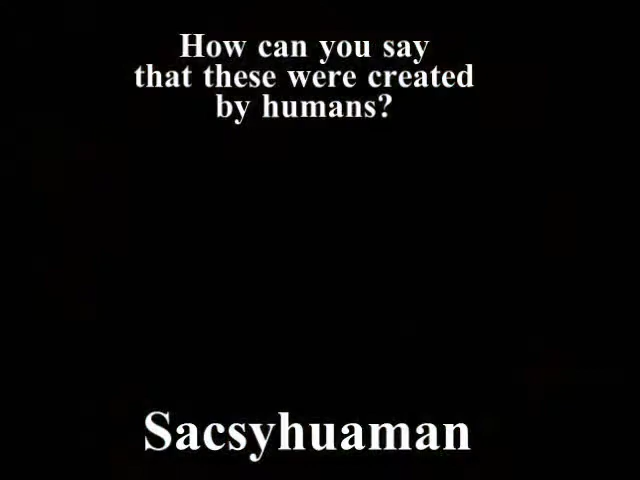 How can you say
that these were created
by humans?
Sacsyhuaman